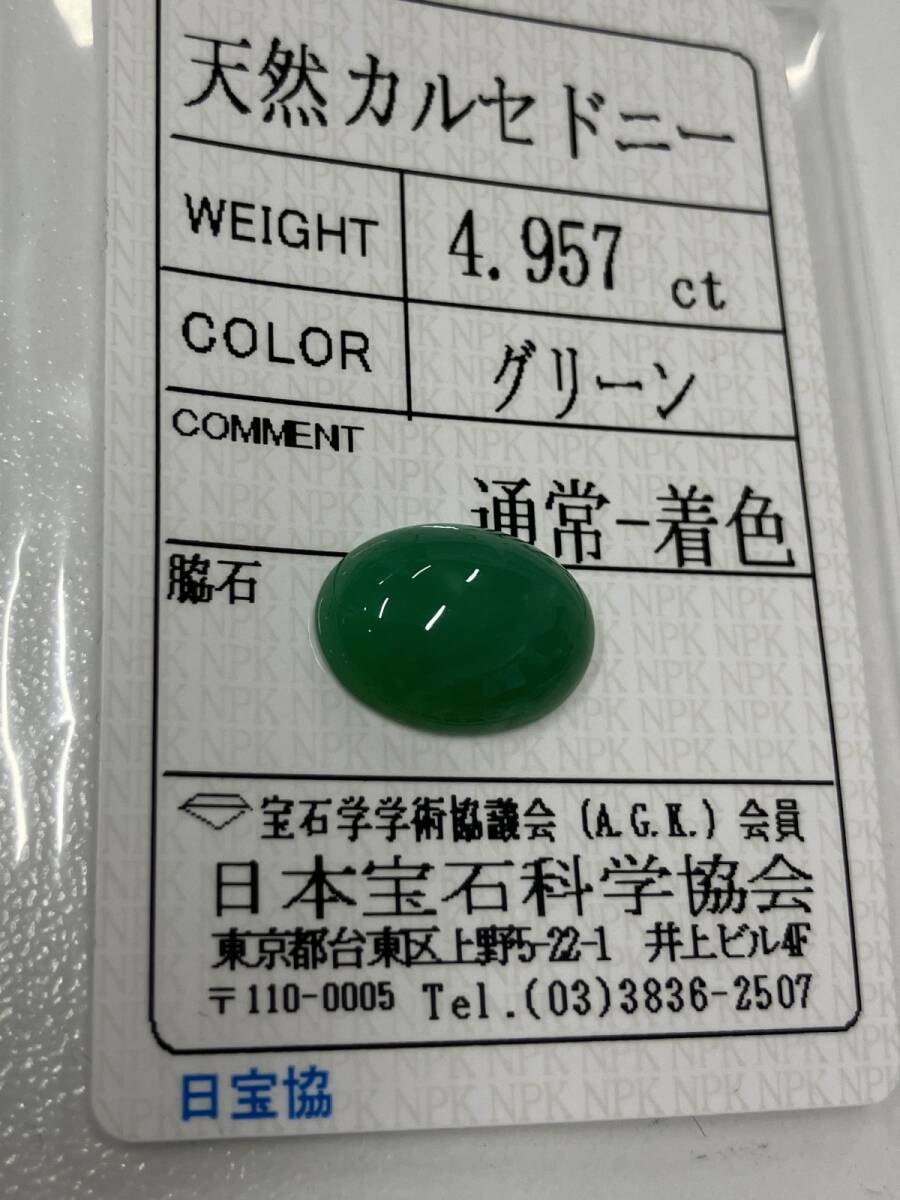 天然カルセドニー
WEIGHT 4.957 ct
COLOR グリーン
COMMENT
通常-着色
脇石
宝石学学術協議会 (A.G.K.) 会員
日本宝石科学協会
東京都台東区上野5-22-1 井上ビル4F
〒110-0005 Tel.(03)3836-2507
日宝協